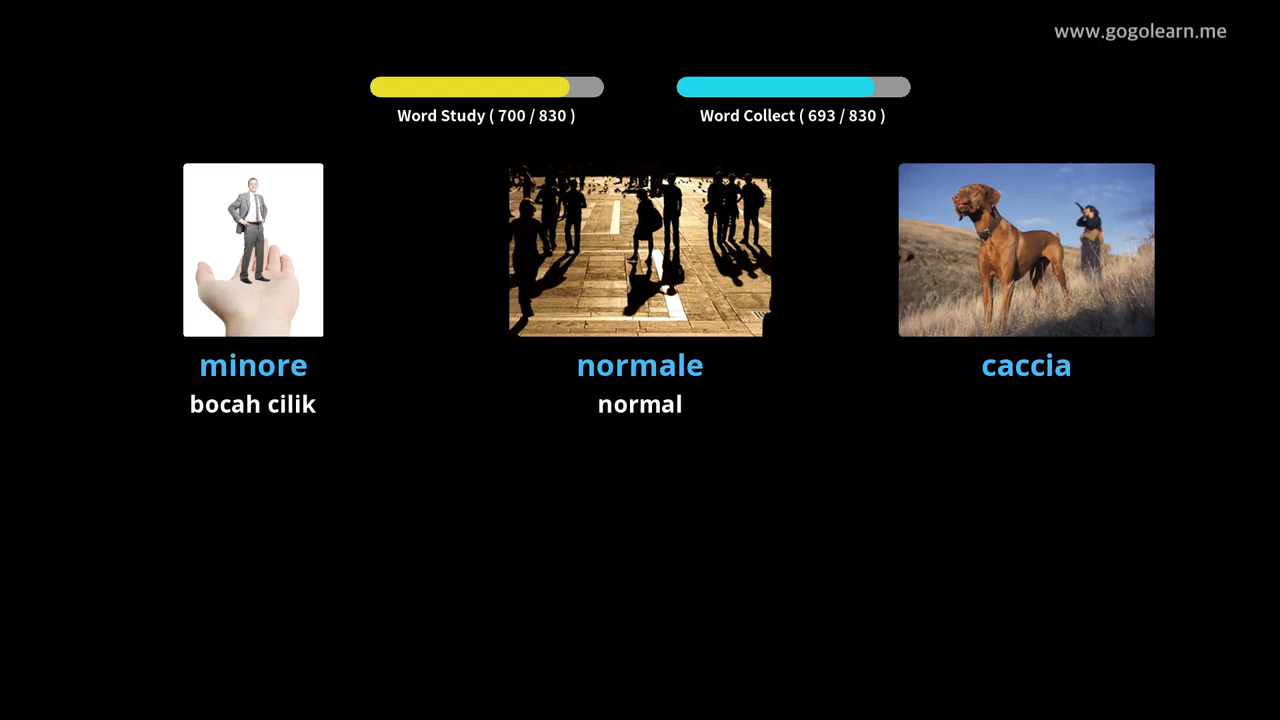 www.gogolearn.me
Word Study ( 700 / 830 )
Word Collect ( 693 / 830 )
minore
normale
caccia
bocah cilik
normal